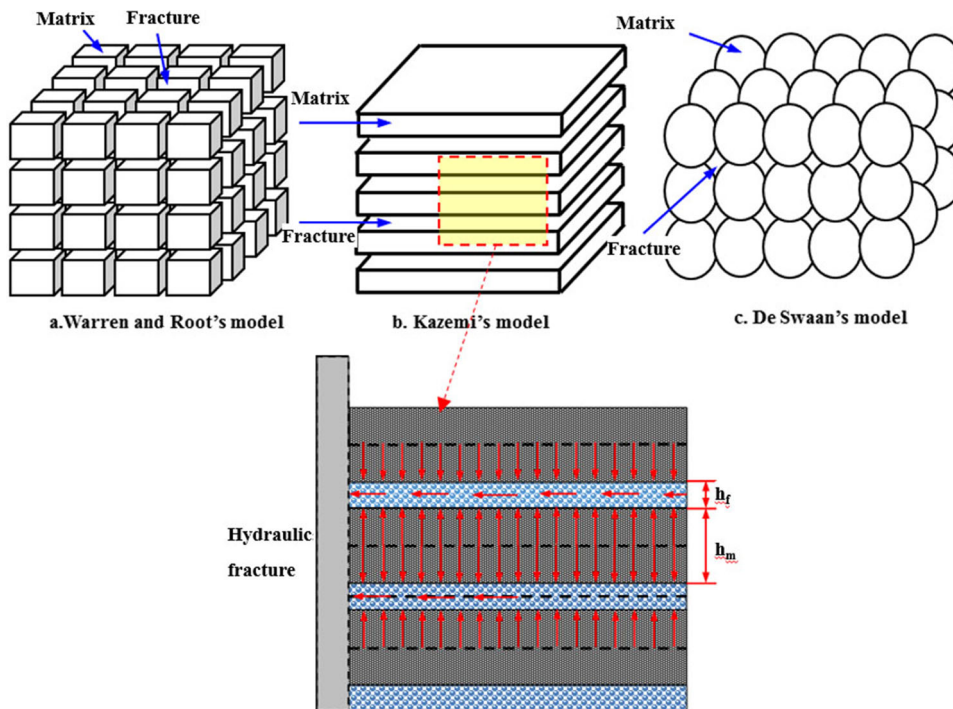 Matrix
Fracture
Matrix
Fracture
Matrix
Fracture
a.Warren and Root's model
b. Kazemi's model
c. De Swaan's model
Hydraulic
fracture
hf
hm